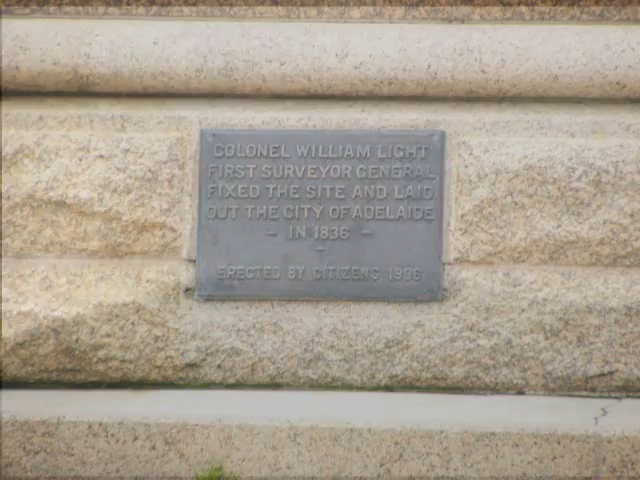 COLONEL WILLIAM LIGHT
FIRST SURVEYOR GENERAL
FIXED THE SITE AND LAID
OUT THE CITY OF ADELAIDE
- IN 1836 -
-
ERECTED BY CITIZENS